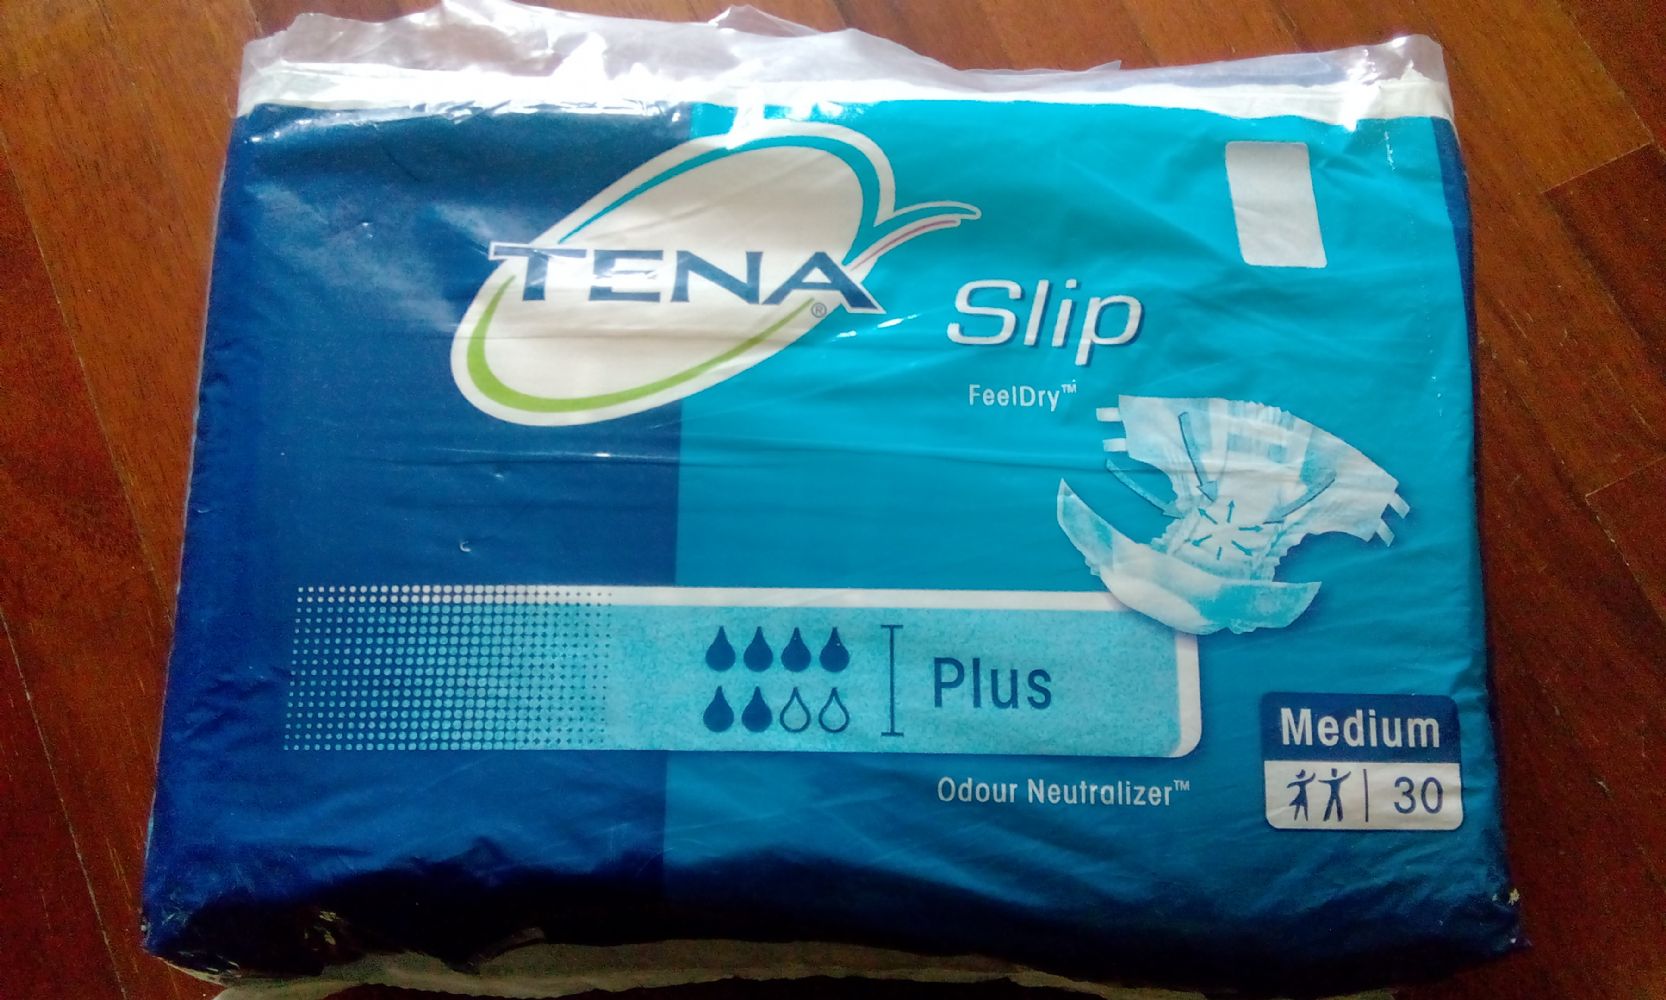 TENA®
Slip
FeelDry™
Plus
Odour Neutralizer™
Medium
30